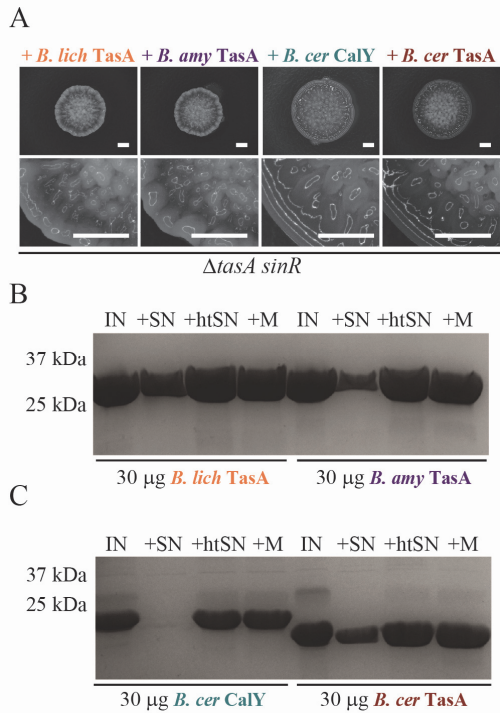 A
+ B. lich TasA + B. amy TasA + B. cer CalY + B. cer TasA
ΔtasA sinR
B
IN +SN +htSN +M IN +SN +htSN +M
37 kDa
25 kDa
30 μg B. lich TasA 30 μg B. amy TasA
C
IN +SN +htSN +M IN +SN +htSN +M
37 kDa
25 kDa
30 μg B. cer CalY 30 μg B. cer TasA